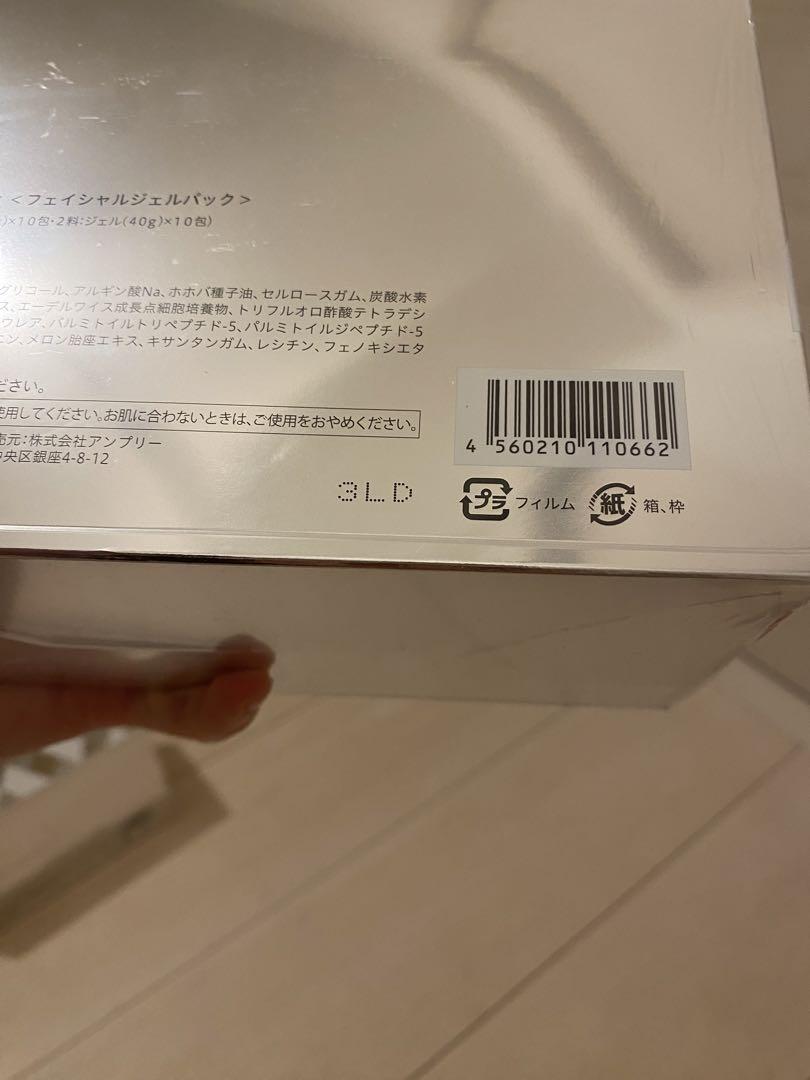 <フェイシャルジェルパック>
)×10包・2料:ジェル(40g)×10包)
グリコール、アルギン酸Na、ホホバ種子油、セルロースガム、炭酸水素
ス、エーデルワイス成長点細胞培養物、トリフルオロ酢酸テトラデシ
ウレア、パルミトイルトリペプチド-5、パルミトイルジペプチド-5
ニン、メロン胎座エキス、キサンタンガム、レシチン、フェノキシエタ
ださい。
使用してください。お肌に合わないときは、ご使用をおやめください。
売元:株式会社アンプリー
中央区銀座4-8-12
3LD
4 560210 110662
プラ フィルム 紙 箱、枠